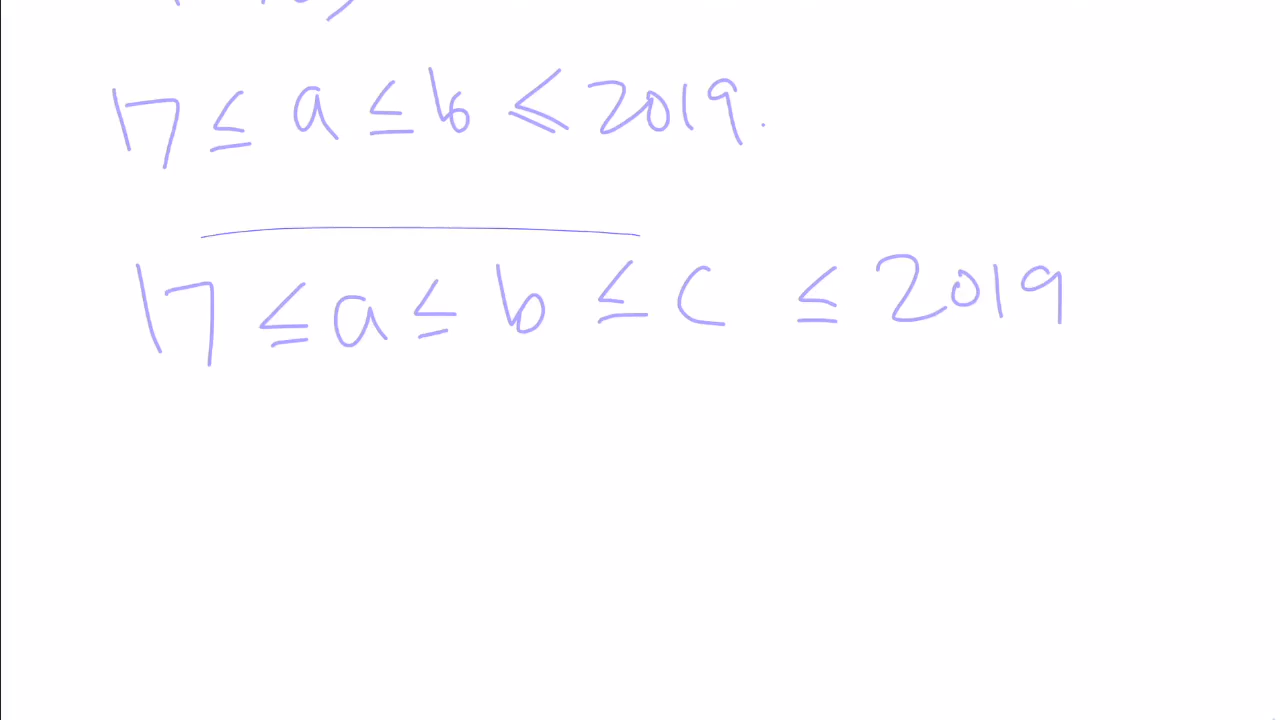 17 ≤ a ≤ b ≤ 2019.
17 ≤ a ≤ b ≤ c ≤ 2019